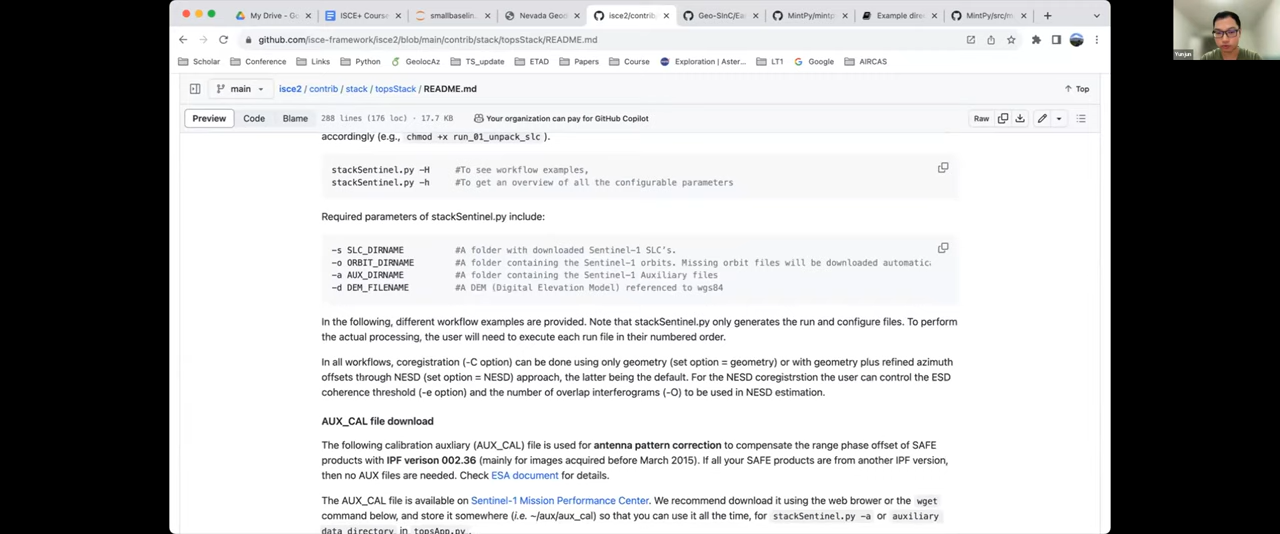 My Drive - Go
ISCE+ Course
smallbaselin
Nevada Geod
isce2/contrib.
Geo-SInC/Ea
MintPy/mintp
Example dire
MintPy/src/m
github.com/isce-framework/isce2/blob/main/contrib/stack/topsStack/README.md
Scholar
Conference
Links
Python
GeolocAz
TS_update
ETAD
Papers
Course
Exploration | Aster...
LT1
Google
AIRCAS
main
isce2 / contrib / stack / topsStack / README.md
Top
Preview
Code
Blame
288 lines (176 loc) · 17.7 KB
Your organization can pay for GitHub Copilot
Raw
accordingly (e.g., chmod +x run_01_unpack_slc ).
stackSentinel.py -H #To see workflow examples,
stackSentinel.py -h #To get an overview of all the configurable parameters
Required parameters of stackSentinel.py include:
-s SLC_DIRNAME #A folder with downloaded Sentinel-1 SLC's.
-o ORBIT_DIRNAME #A folder containing the Sentinel-1 orbits. Missing orbit files will be downloaded automatic
-a AUX_DIRNAME #A folder containing the Sentinel-1 Auxiliary files
-d DEM_FILENAME #A DEM (Digital Elevation Model) referenced to wgs84
In the following, different workflow examples are provided. Note that stackSentinel.py only generates the run and configure files. To perform
the actual processing, the user will need to execute each run file in their numbered order.
In all workflows, coregistration (-C option) can be done using only geometry (set option = geometry) or with geometry plus refined azimuth
offsets through NESD (set option = NESD) approach, the latter being the default. For the NESD coregistrstion the user can control the ESD
coherence threshold (-e option) and the number of overlap interferograms (-O) to be used in NESD estimation.
AUX_CAL file download
The following calibration auxliary (AUX_CAL) file is used for antenna pattern correction to compensate the range phase offset of SAFE
products with IPF verison 002.36 (mainly for images acquired before March 2015). If all your SAFE products are from another IPF version,
then no AUX files are needed. Check ESA document for details.
The AUX_CAL file is available on Sentinel-1 Mission Performance Center. We recommend download it using the web brower or the wget
command below, and store it somewhere (i.e. ~/aux/aux_cal) so that you can use it all the time, for stackSentinel.py -a or auxiliary
data directory in topsApp.py .
Yunjun